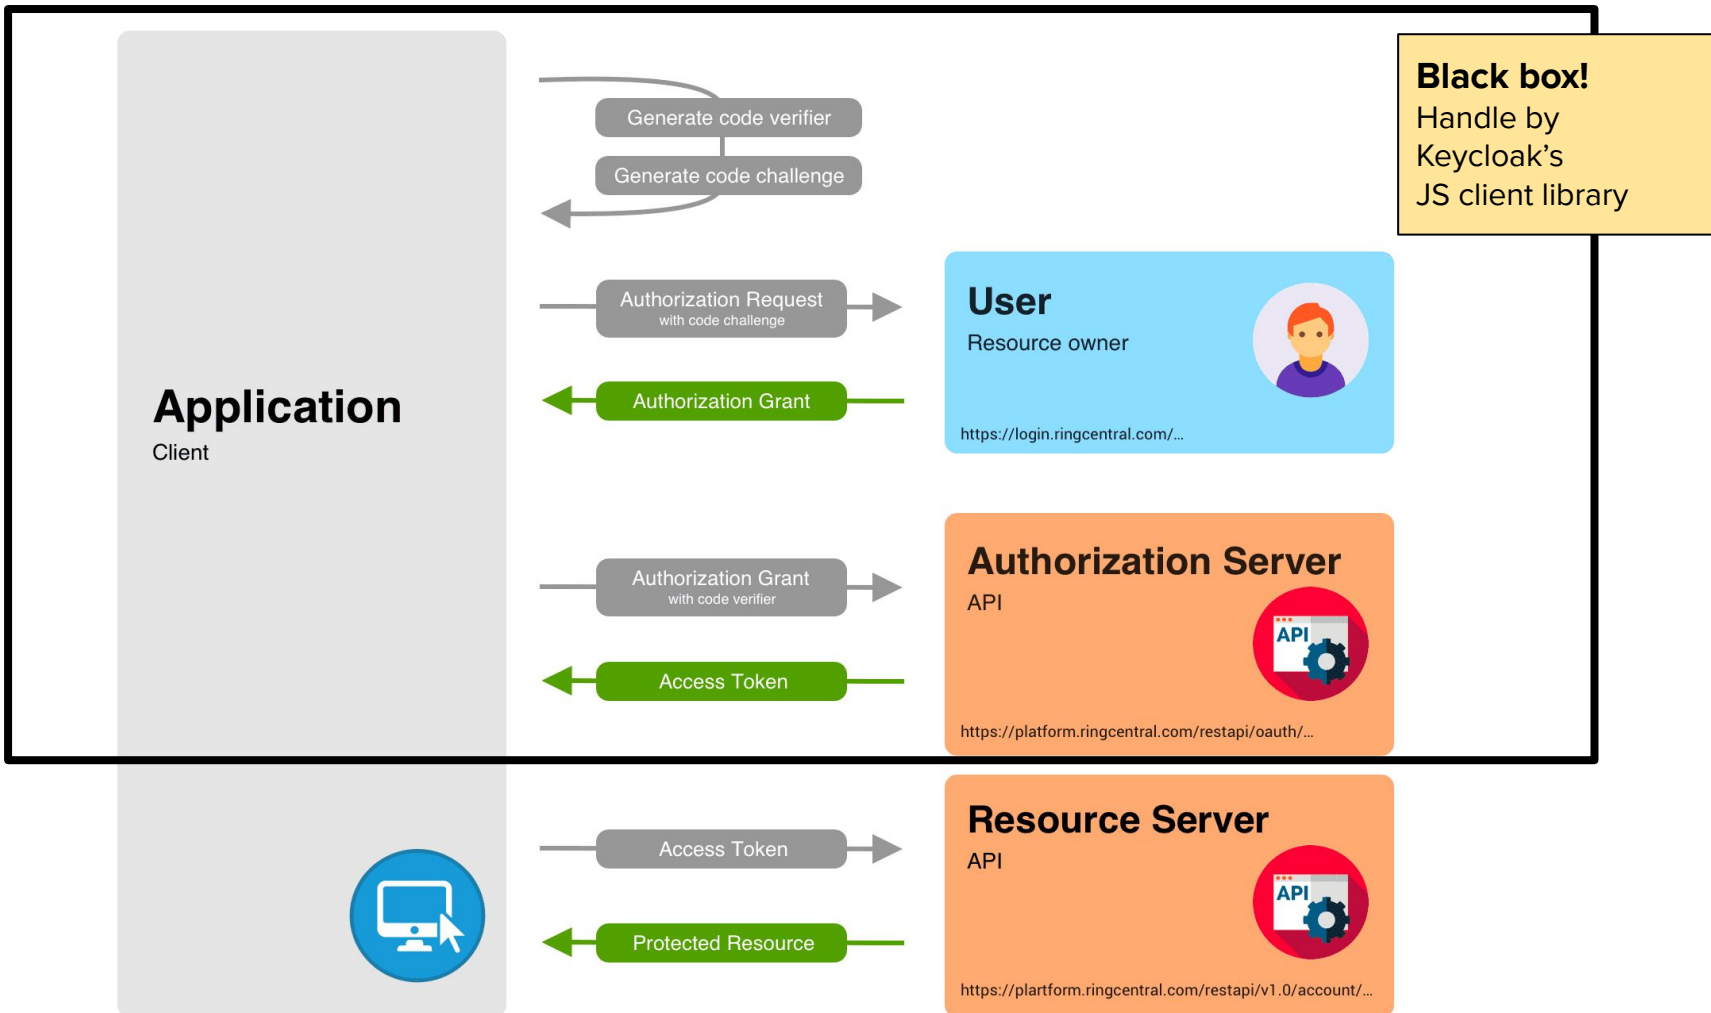 Black box!
Handle by
Keycloak’s
JS client library
Generate code verifier
Generate code challenge
Authorization Request
with code challenge
User
Resource owner
Authorization Grant
https://login.ringcentral.com/...
Application
Client
Authorization Grant
with code verifier
Authorization Server
API
API
Access Token
https://platform.ringcentral.com/restapi/oauth/...
Resource Server
API
API
Access Token
Protected Resource
https://plartform.ringcentral.com/restapi/v1.0/account/...